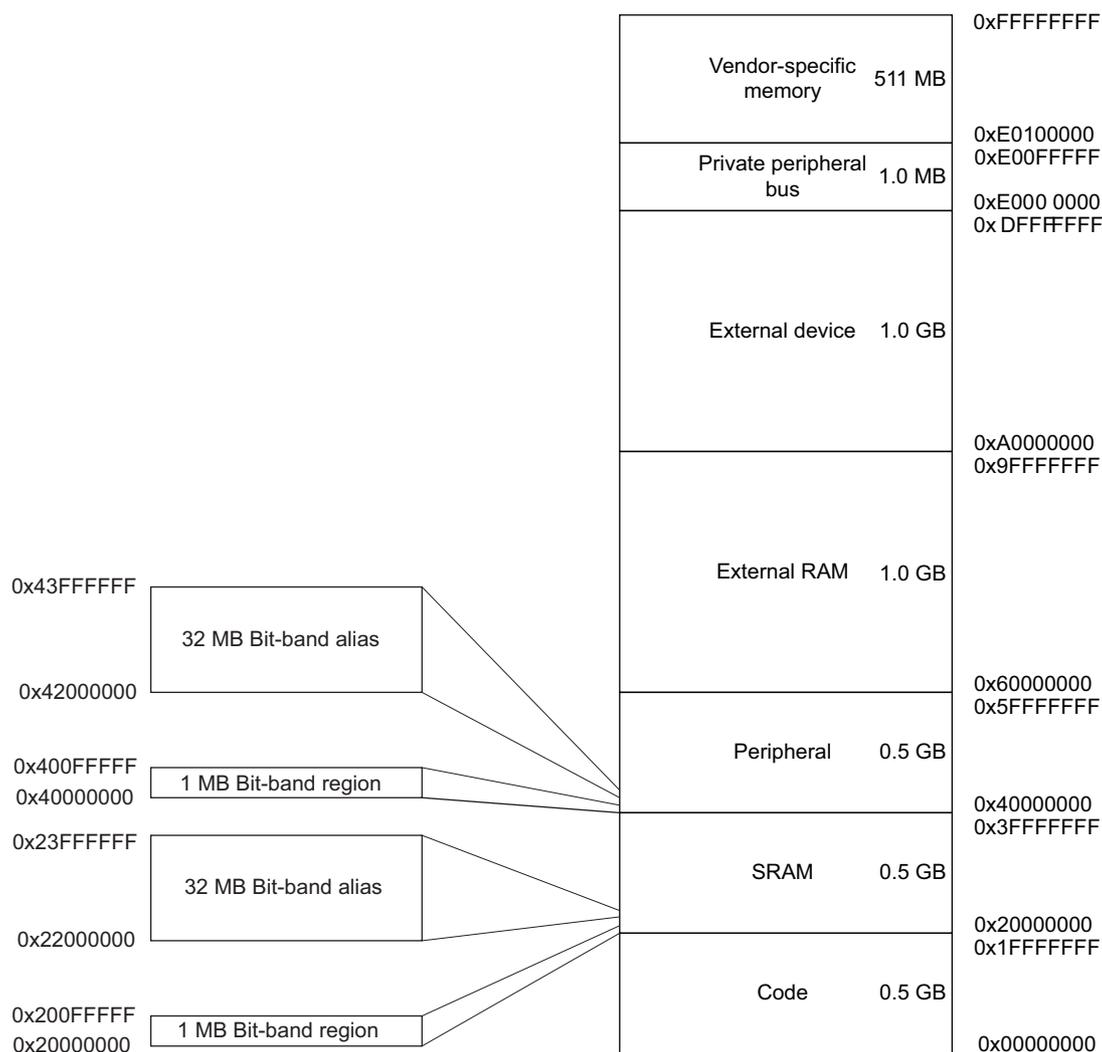 0xFFFFFFFF
Vendor-specific
memory
511 MB
0xE0100000
0xE00FFFFF
Private peripheral
bus
1.0 MB
0xE000 0000
0x DFFFFFFF
External device
1.0 GB
0xA0000000
0x9FFFFFFF
External RAM
1.0 GB
0x60000000
0x5FFFFFFF
Peripheral
0.5 GB
0x40000000
0x3FFFFFFF
SRAM
0.5 GB
0x20000000
0x1FFFFFFF
Code
0.5 GB
0x00000000
0x43FFFFFF
32 MB Bit-band alias
0x42000000
0x400FFFFF
1 MB Bit-band region
0x40000000
0x23FFFFFF
32 MB Bit-band alias
0x22000000
0x200FFFFF
1 MB Bit-band region
0x20000000